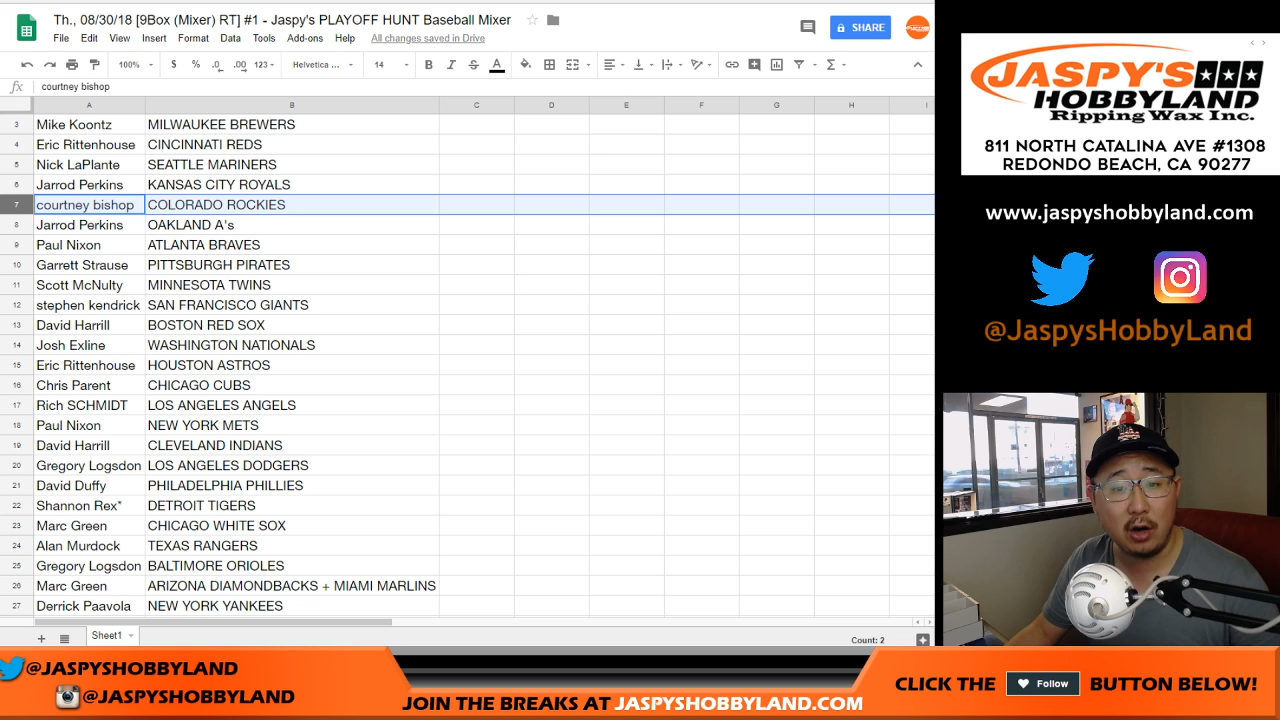 Th., 08/30/18 [9Box (Mixer) RT] #1 - Jaspy's PLAYOFF HUNT Baseball Mixer
File Edit View Insert Format Data Tools Add-ons Help All changes saved in Drive
SHARE
100% $ % .0 .00 123 Helvetica ... 14 B I S A
fx courtney bishop
A B C D E F G H I
3 Mike Koontz MILWAUKEE BREWERS
4 Eric Rittenhouse CINCINNATI REDS
5 Nick LaPlante SEATTLE MARINERS
6 Jarrod Perkins KANSAS CITY ROYALS
7 courtney bishop COLORADO ROCKIES
8 Jarrod Perkins OAKLAND A's
9 Paul Nixon ATLANTA BRAVES
10 Garrett Strause PITTSBURGH PIRATES
11 Scott McNulty MINNESOTA TWINS
12 stephen kendrick SAN FRANCISCO GIANTS
13 David Harrill BOSTON RED SOX
14 Josh Exline WASHINGTON NATIONALS
15 Eric Rittenhouse HOUSTON ASTROS
16 Chris Parent CHICAGO CUBS
17 Rich SCHMIDT LOS ANGELES ANGELS
18 Paul Nixon NEW YORK METS
19 David Harrill CLEVELAND INDIANS
20 Gregory Logsdon LOS ANGELES DODGERS
21 David Duffy PHILADELPHIA PHILLIES
22 Shannon Rex* DETROIT TIGERS
23 Marc Green CHICAGO WHITE SOX
24 Alan Murdock TEXAS RANGERS
25 Gregory Logsdon BALTIMORE ORIOLES
26 Marc Green ARIZONA DIAMONDBACKS + MIAMI MARLINS
27 Derrick Paavola NEW YORK YANKEES
Sheet1
Count: 2
JASPY'S
HOBBYLAND
Ripping Wax Inc.
811 NORTH CATALINA AVE #1308
REDONDO BEACH, CA 90277
www.jaspyshobbyland.com
@JaspysHobbyLand
@JASPYSHOBBYLAND
@JASPYSHOBBYLAND
JOIN THE BREAKS AT JASPYSHOBBYLAND.COM
CLICK THE Follow BUTTON BELOW!